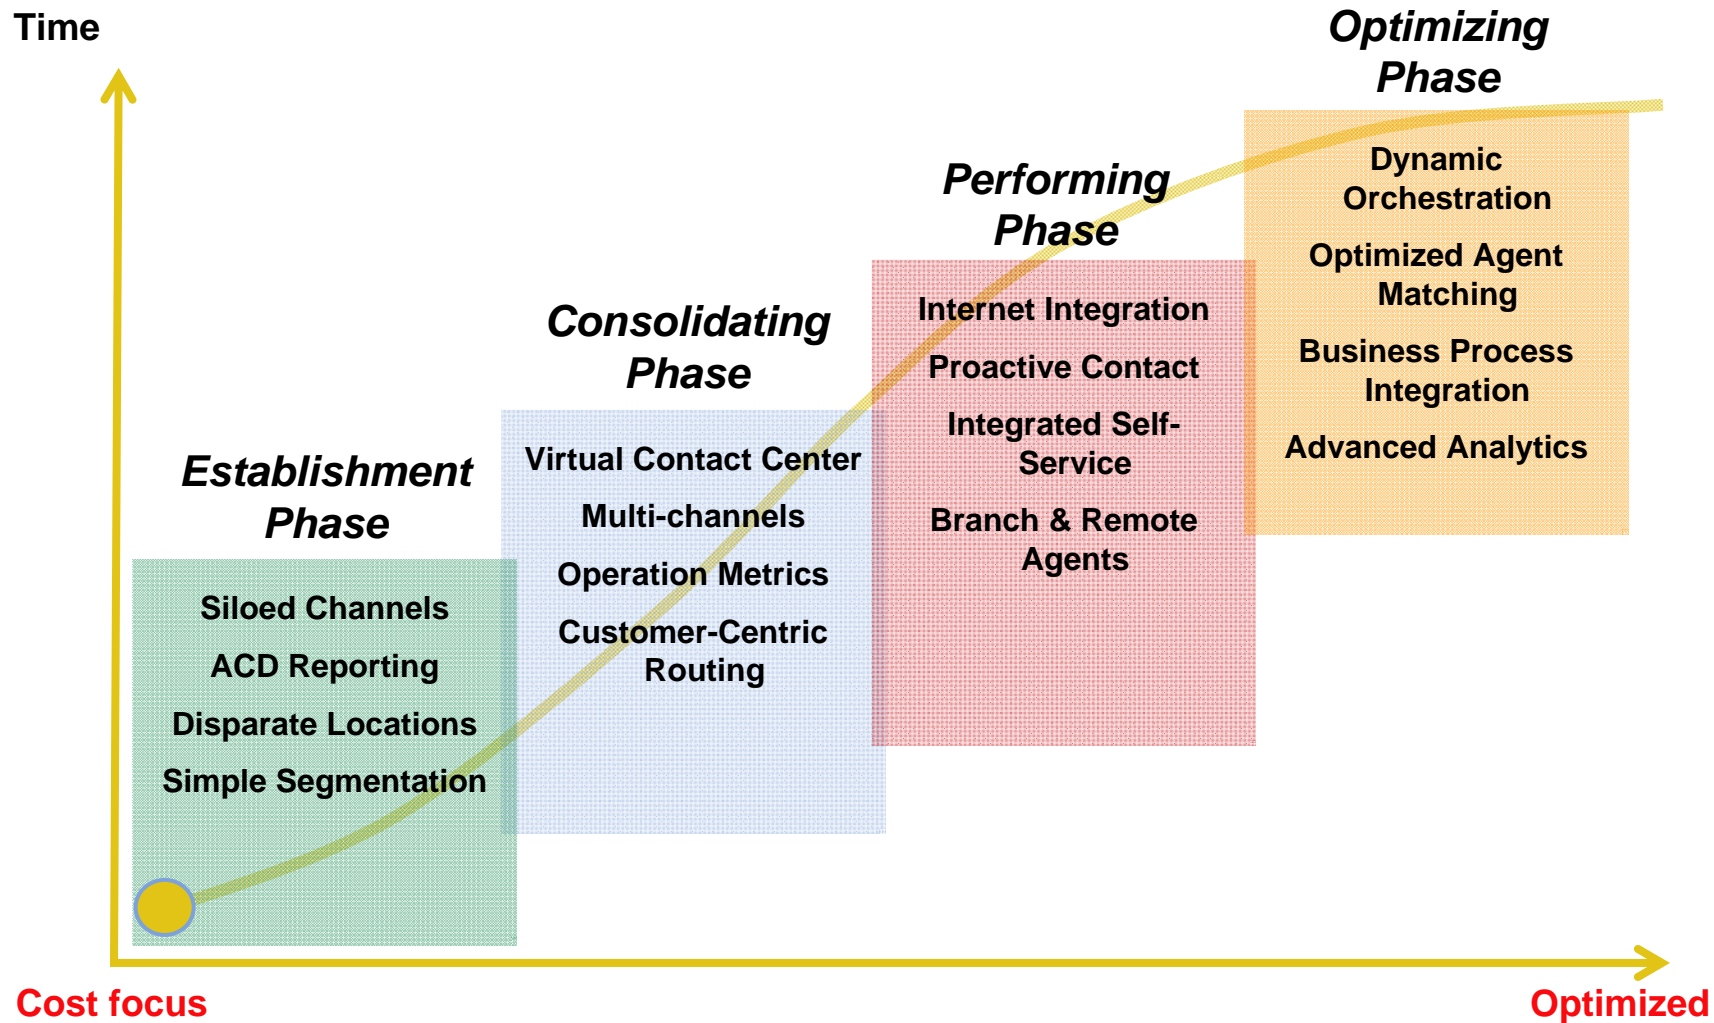 Time
Optimizing
Phase
Dynamic
Orchestration
Optimized Agent
Matching
Business Process
Integration
Advanced Analytics
Performing
Phase
Internet Integration
Proactive Contact
Integrated Self-
Service
Branch & Remote
Agents
Consolidating
Phase
Virtual Contact Center
Multi-channels
Operation Metrics
Customer-Centric
Routing
Establishment
Phase
Siloed Channels
ACD Reporting
Disparate Locations
Simple Segmentation
Cost focus
Optimized